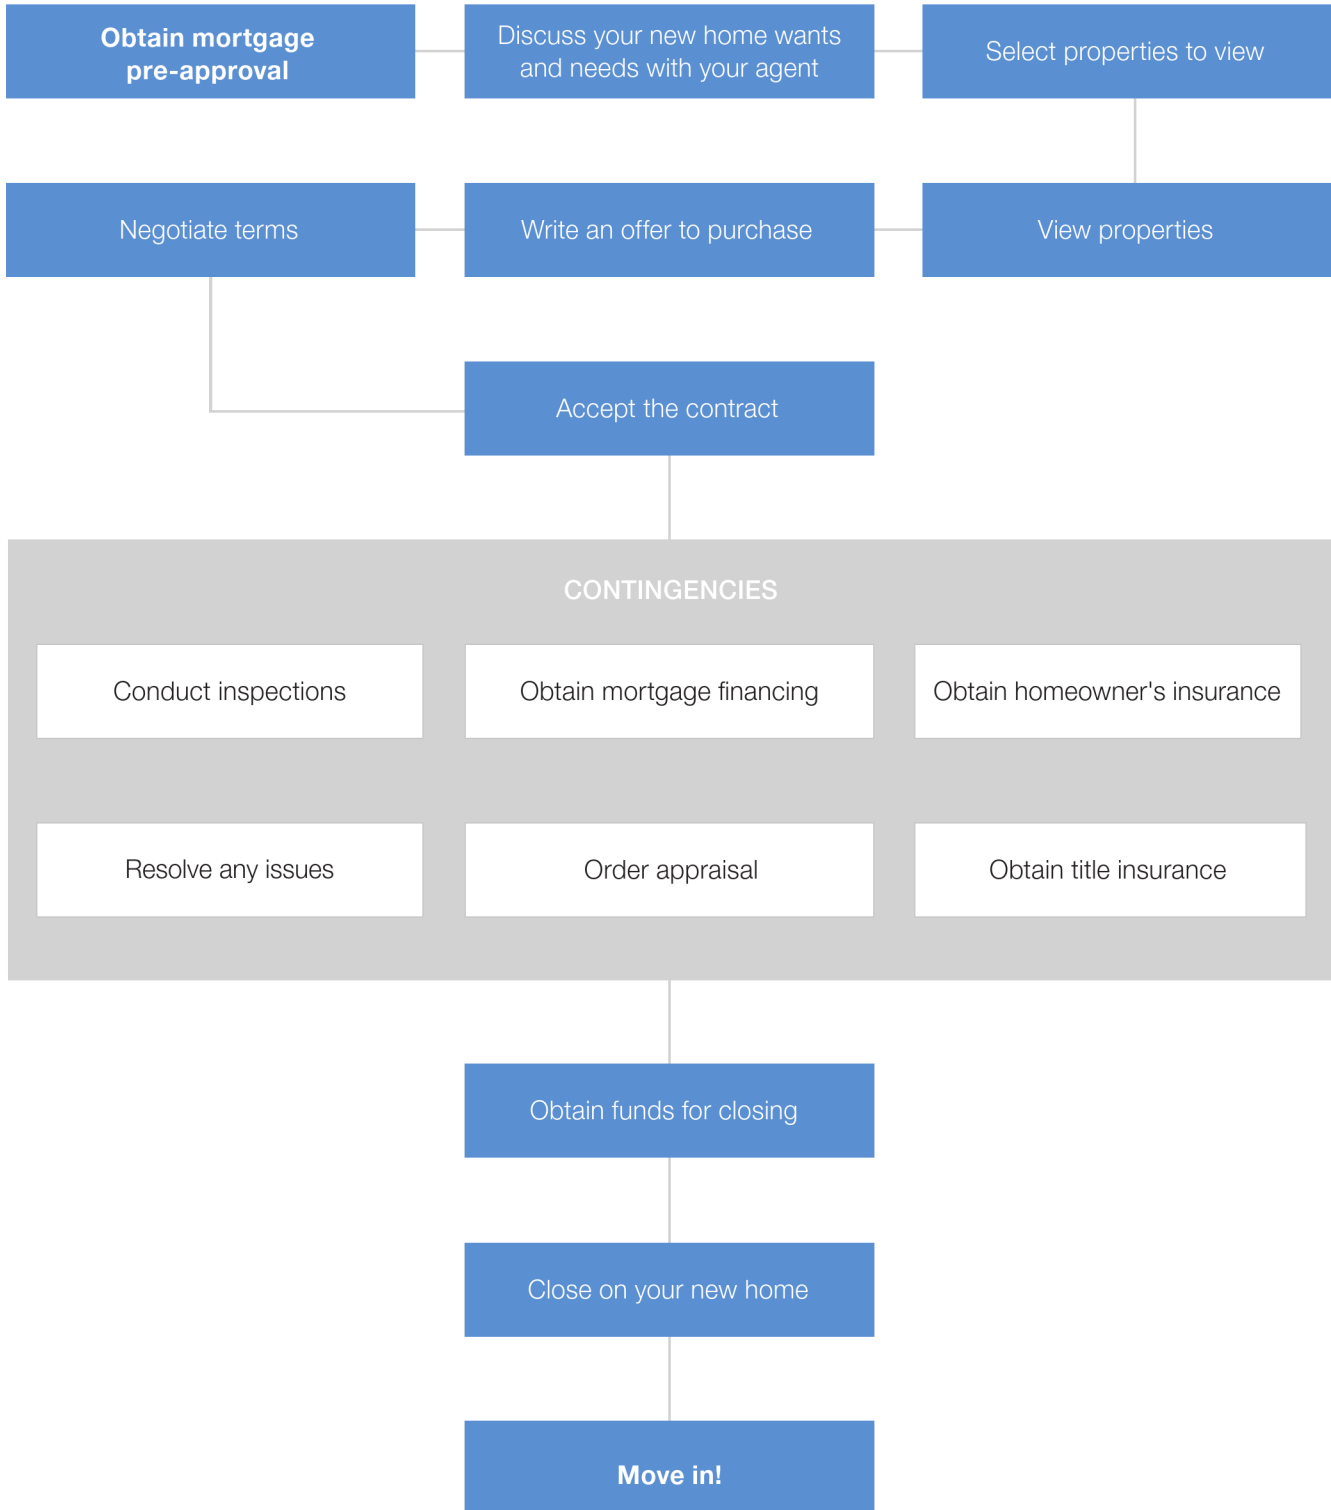 Obtain mortgage
pre-approval
Discuss your new home wants
and needs with your agent
Select properties to view
View properties
Write an offer to purchase
Negotiate terms
Accept the contract
CONTINGENCIES
Conduct inspections
Obtain mortgage financing
Obtain homeowner's insurance
Resolve any issues
Order appraisal
Obtain title insurance
Obtain funds for closing
Close on your new home
Move in!